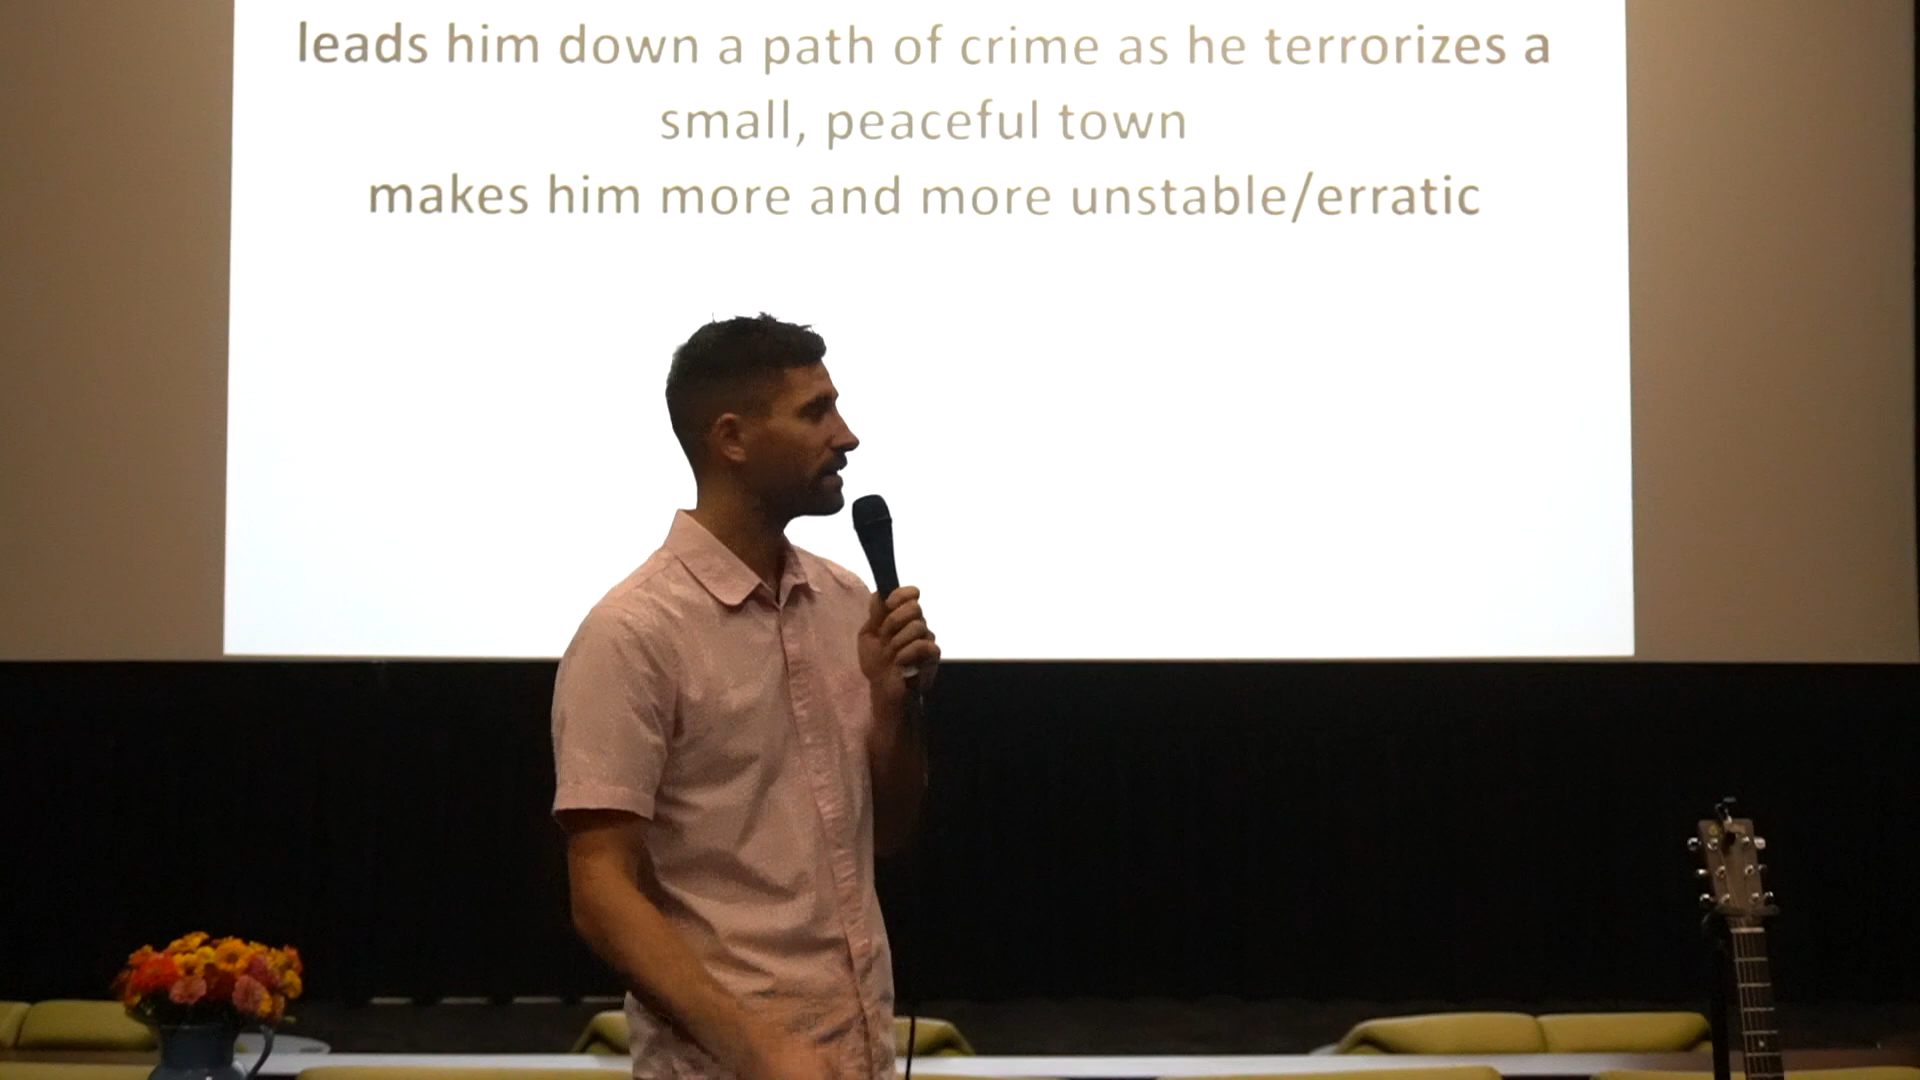 leads him down a path of crime as he terrorizes a
small, peaceful town
makes him more and more unstable/erratic